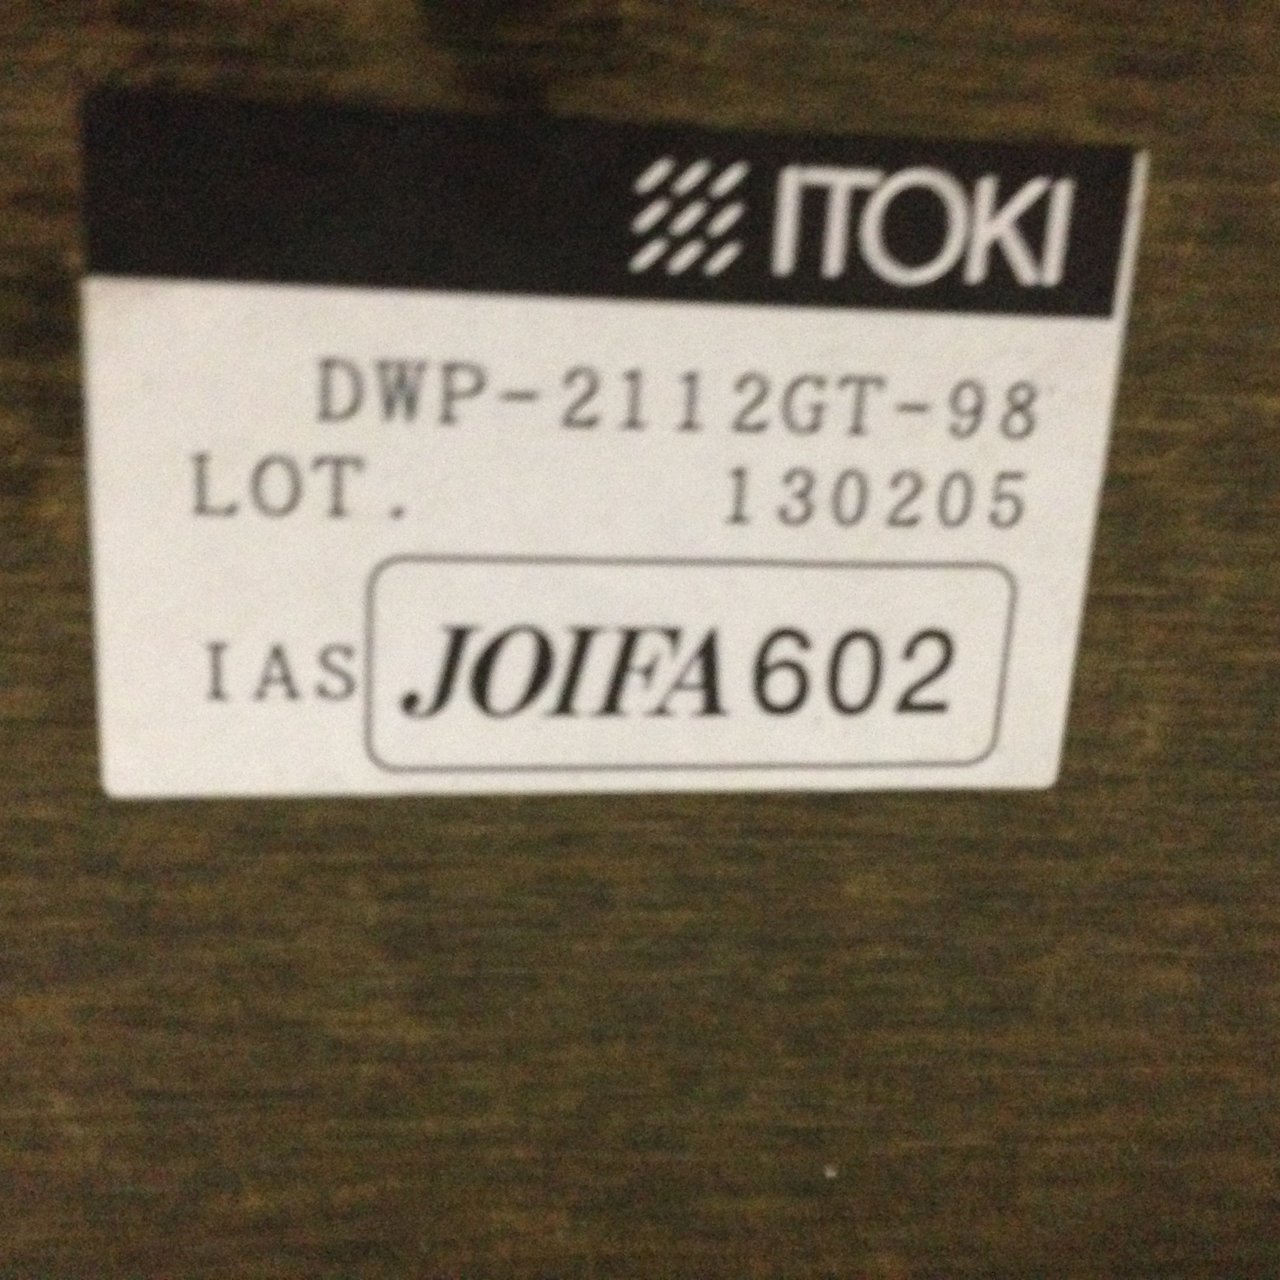 ITOKI
DWP-2112GT-98
LOT. 130205
IAS JOIFA602